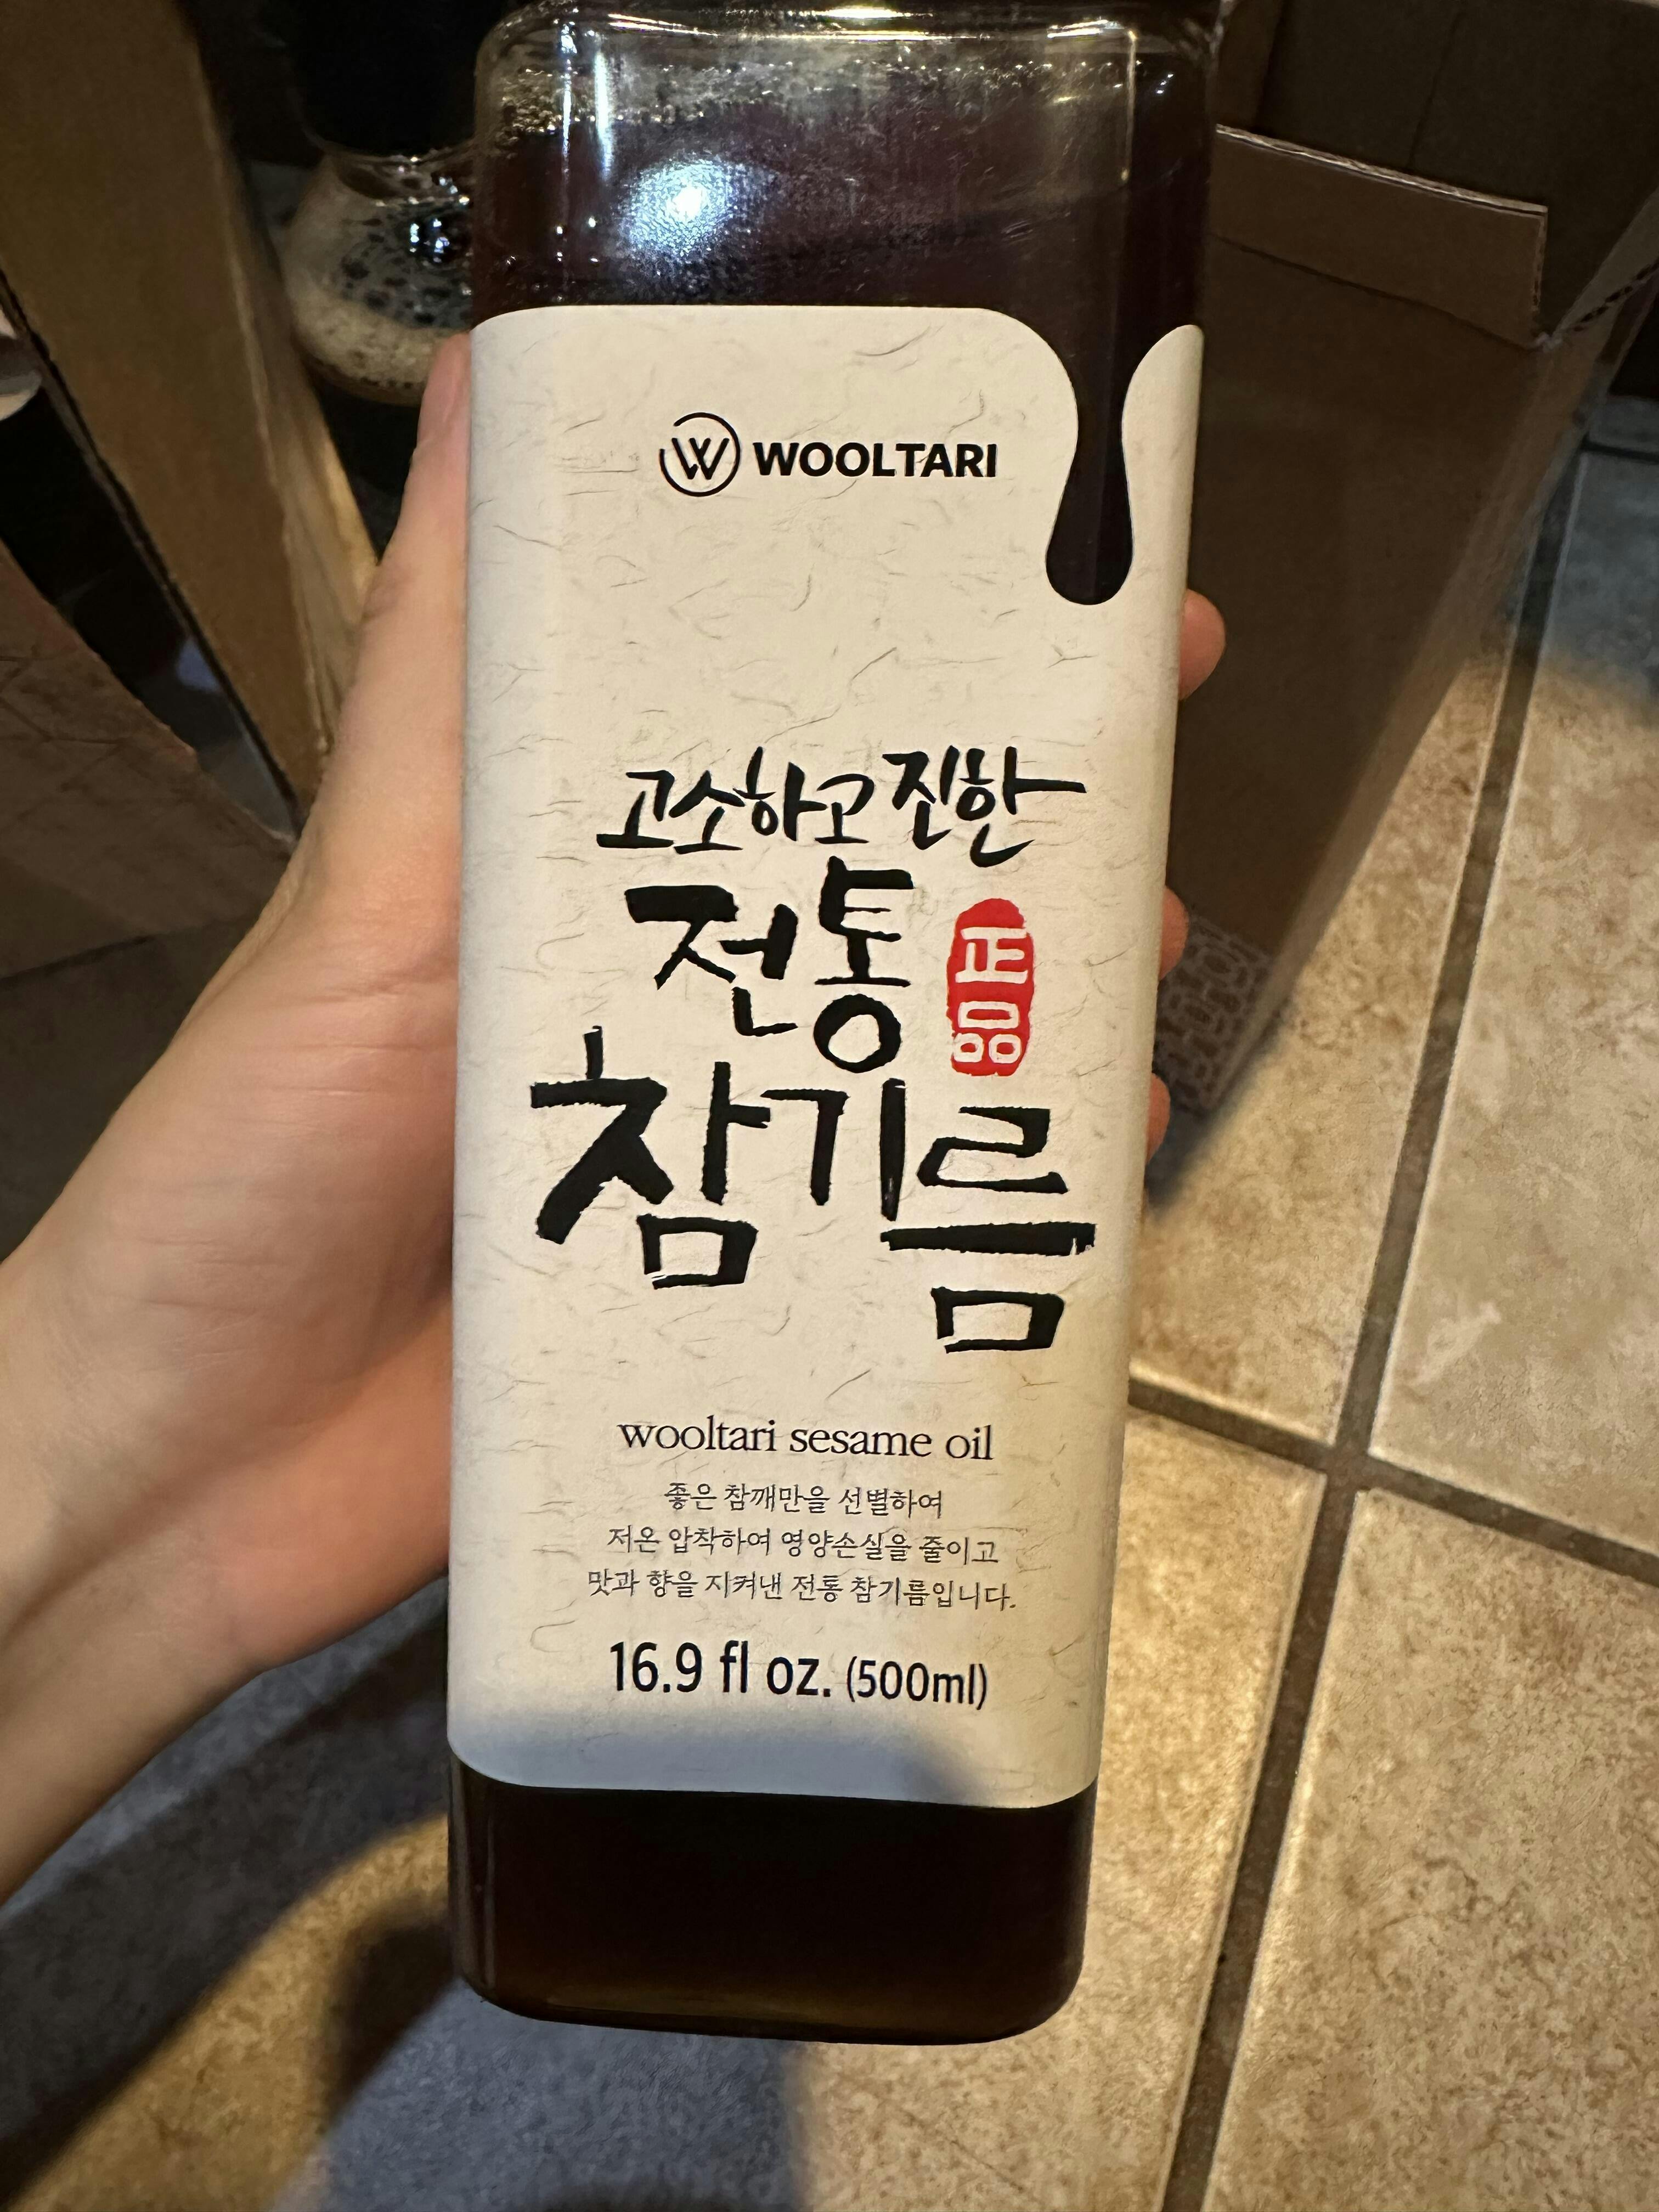 W WOOLTARI
고소하고 진한
전통
正品
참기름
wooltari sesame oil
좋은 참깨만을 선별하여
저온 압착하여 영양손실을 줄이고
맛과 향을 지켜낸 전통 참기름입니다.
16.9 fl oz. (500ml)